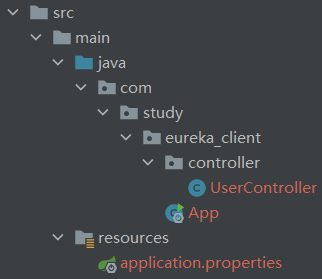 src
main
java
com
study
eureka_client
controller
UserController
App
resources
application.properties